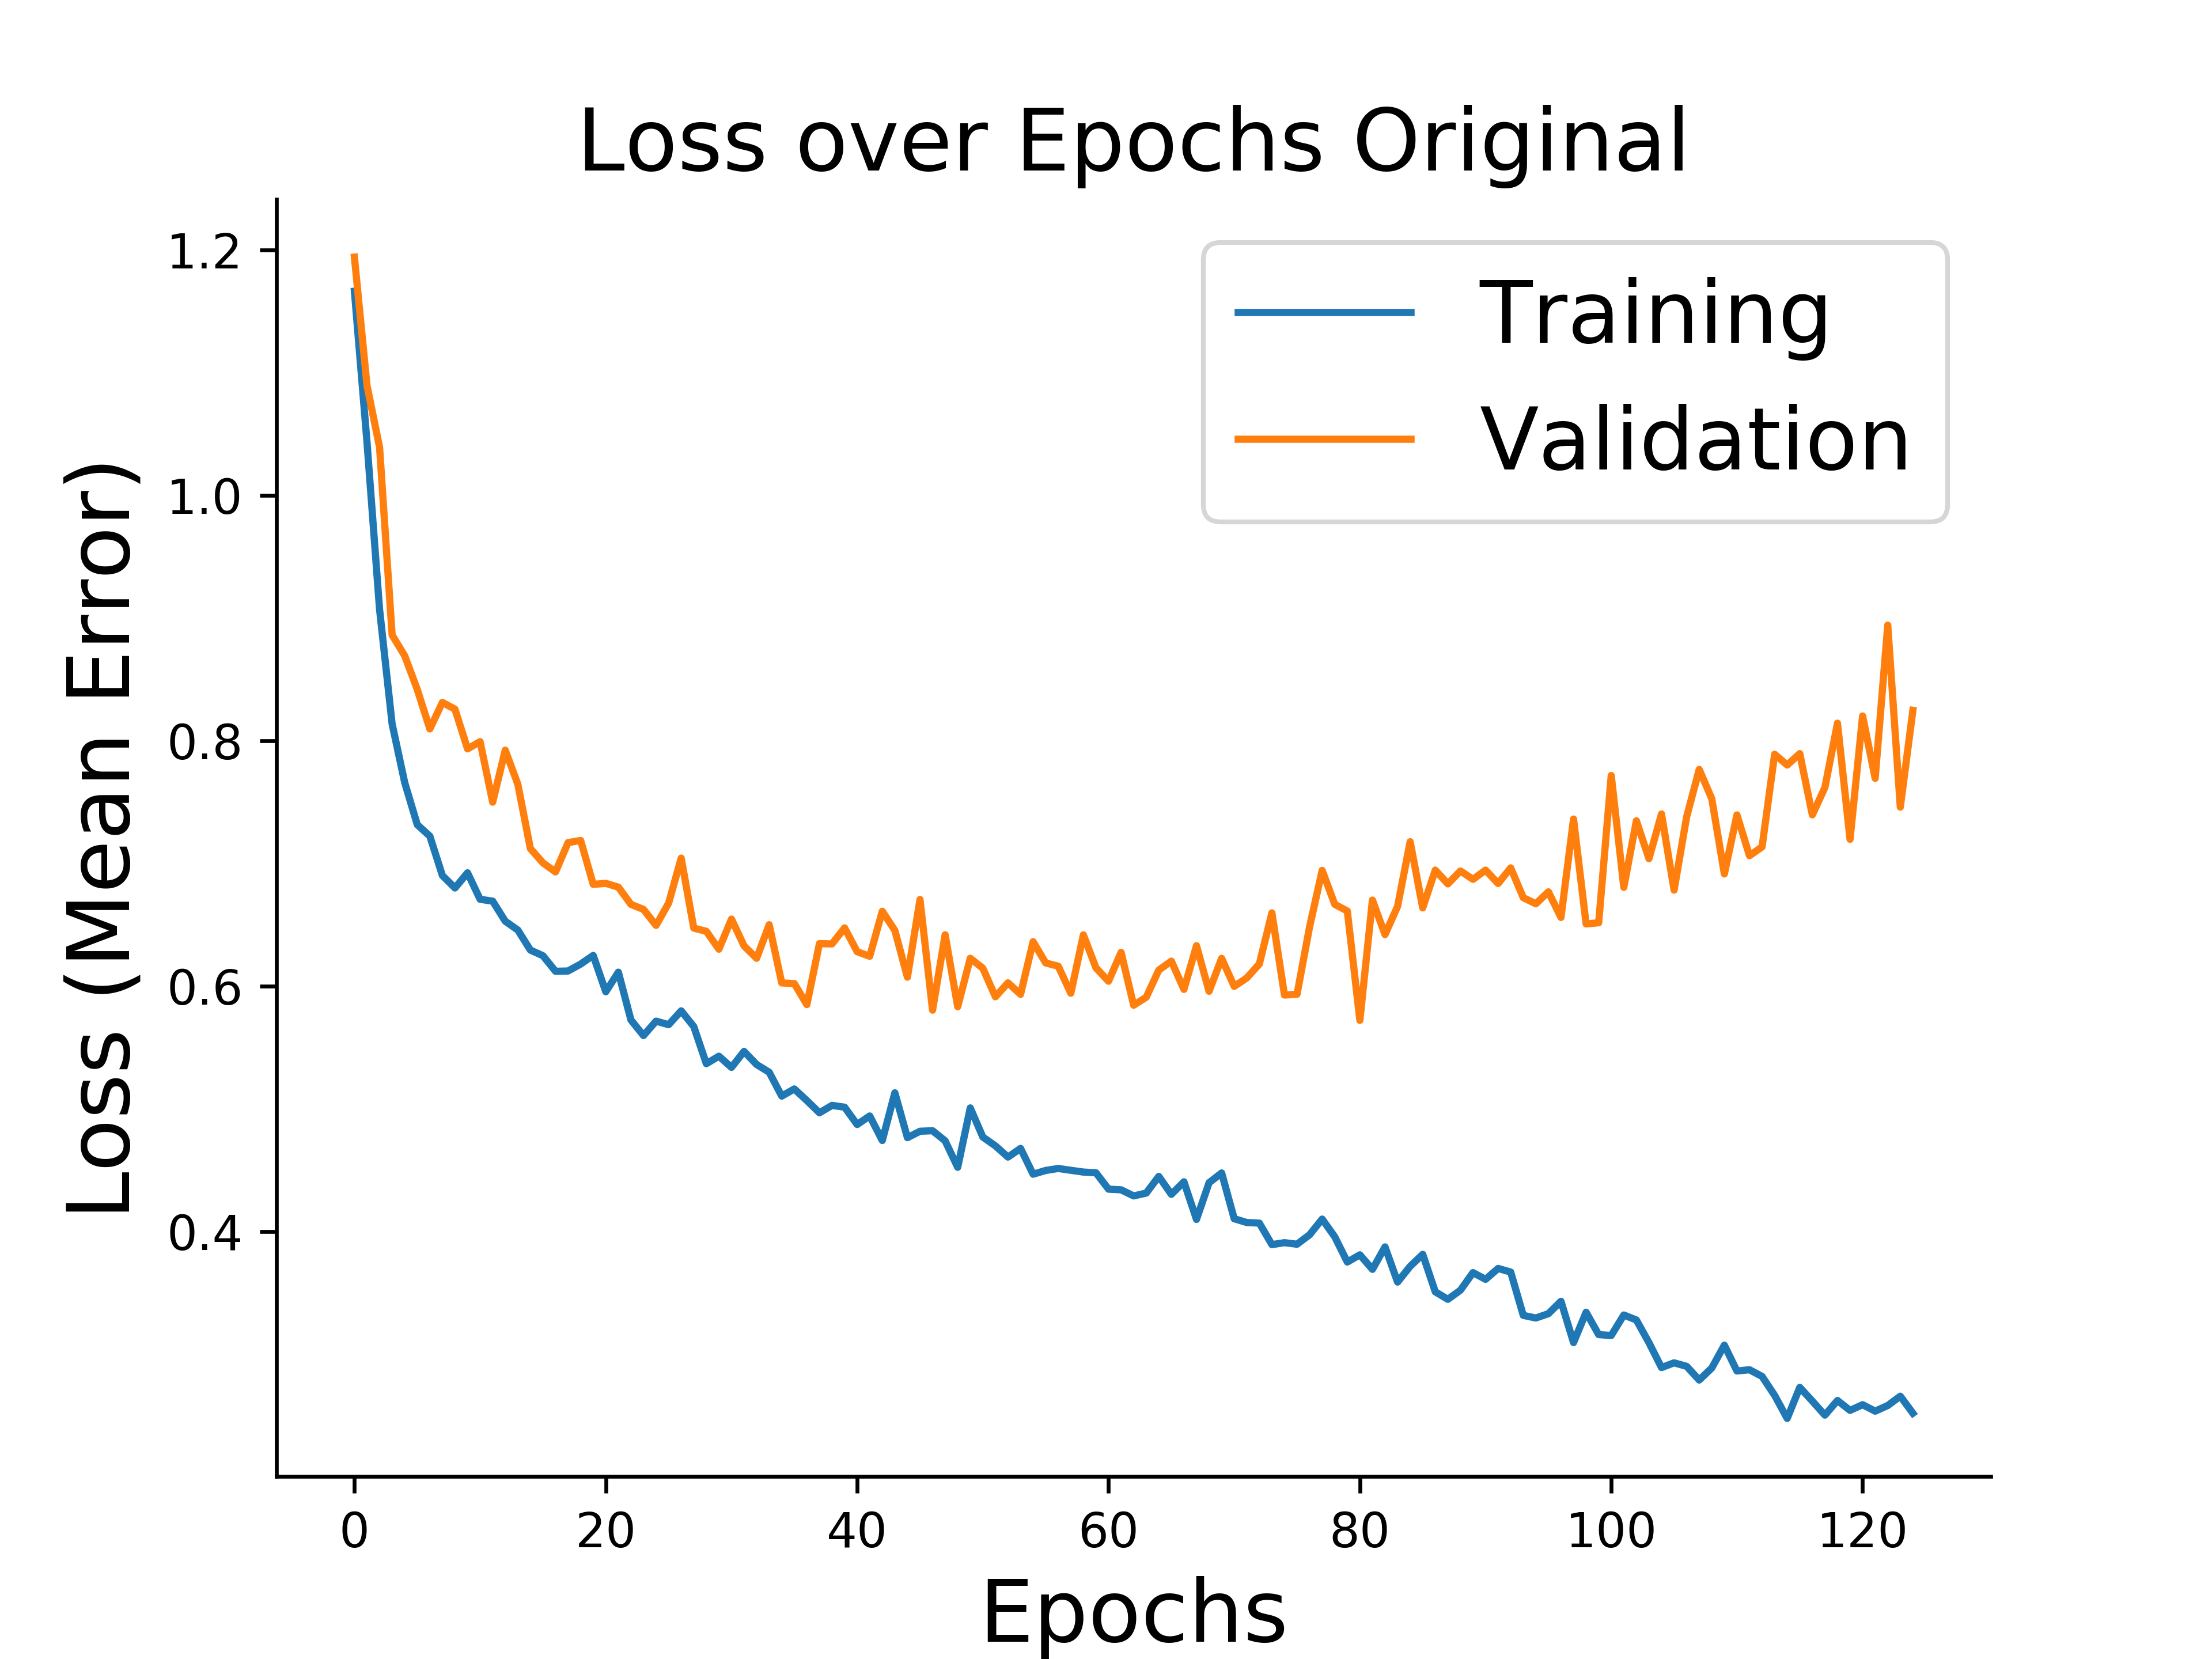 Loss over Epochs Original
Training
Validation
Loss (Mean Error)
1.2
1.0
0.8
0.6
0.4
0 20 40 60 80 100 120
Epochs